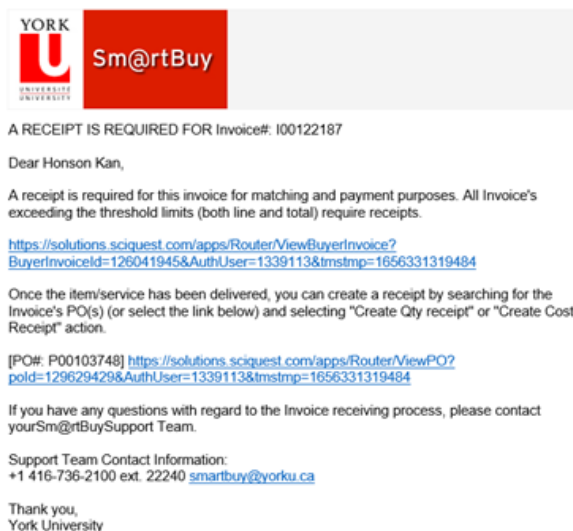 YORK
U
UNIVERSITÉ
UNIVERSITY
Sm@rtBuy
A RECEIPT IS REQUIRED FOR Invoice#: I00122187
Dear Honson Kan,
A receipt is required for this invoice for matching and payment purposes. All Invoice's
exceeding the threshold limits (both line and total) require receipts.
https://solutions.sciquest.com/apps/Router/ViewBuyerInvoice?
BuyerInvoiceId=126041945&AuthUser=1339113&tmstmp=1656331319484
Once the item/service has been delivered, you can create a receipt by searching for the
Invoice's PO(s) (or select the link below) and selecting "Create Qty receipt" or "Create Cost
Receipt" action.
[PO#: P00103748] https://solutions.sciquest.com/apps/Router/ViewPO?
poId=129629429&AuthUser=1339113&tmstmp=1656331319484
If you have any questions with regard to the Invoice receiving process, please contact
yourSm@rtBuySupport Team.
Support Team Contact Information:
+1 416-736-2100 ext. 22240 smartbuy@yorku.ca
Thank you,
York University